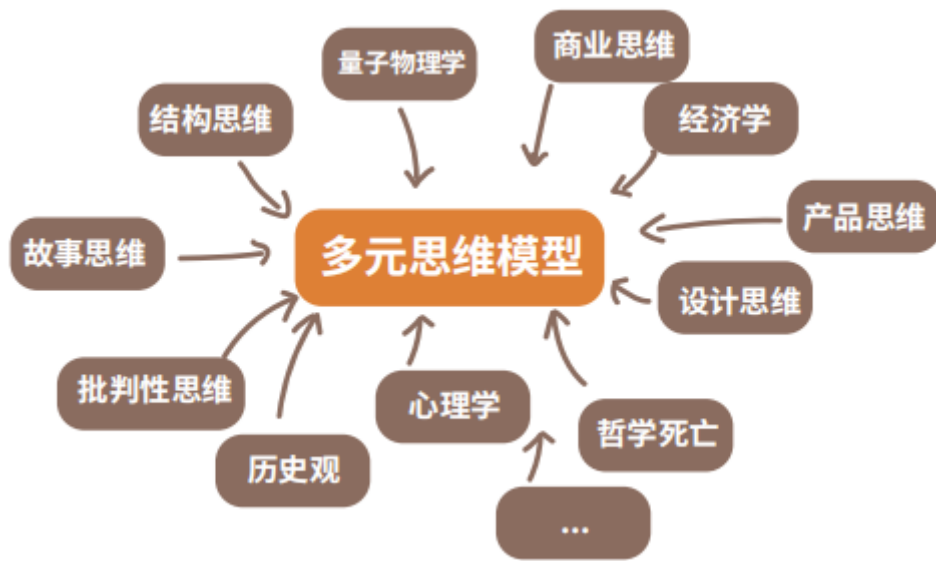 商业思维
量子物理学
经济学
结构思维
产品思维
故事思维
多元思维模型
设计思维
批判性思维
心理学
哲学死亡
历史观
...